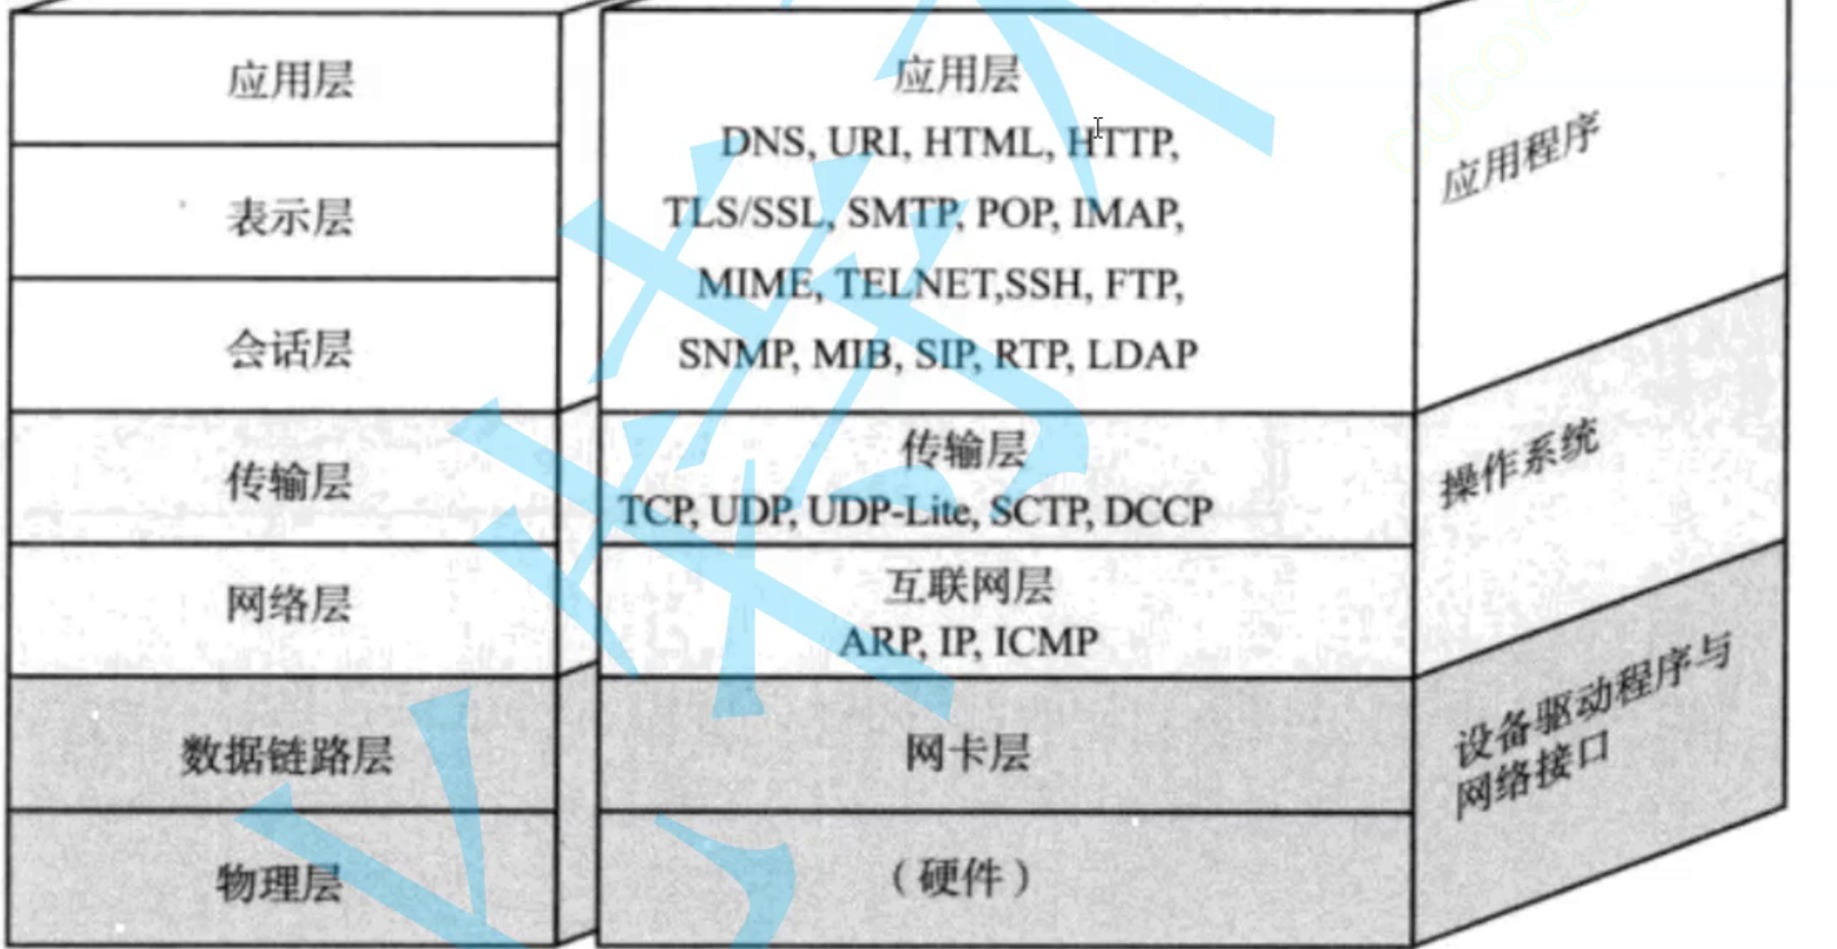 应用层
表示层
会话层
传输层
网络层
数据链路层
物理层
应用层
DNS, URI, HTML, HTTP,
TLS/SSL, SMTP, POP, IMAP,
MIME, TELNET,SSH, FTP,
SNMP, MIB, SIP, RTP, LDAP
传输层
TCP, UDP, UDP-Lite, SCTP, DCCP
互联网层
ARP, IP, ICMP
网卡层
（硬件）
应用程序
操作系统
设备驱动程序与
网络接口